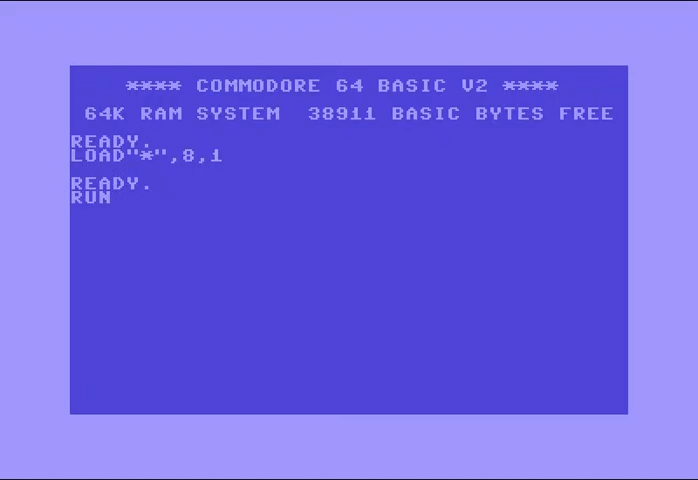 **** COMMODORE 64 BASIC V2 ****
64K RAM SYSTEM  38911 BASIC BYTES FREE
READY.
LOAD"*",8,1
READY.
RUN